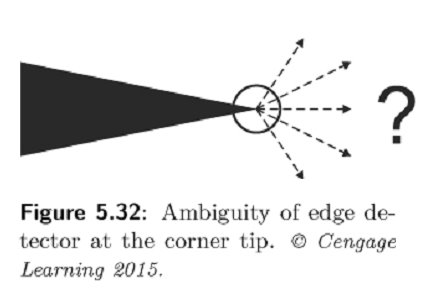 ?
Figure 5.32: Ambiguity of edge de-
tector at the corner tip. © Cengage
Learning 2015.